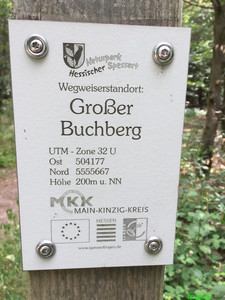 Naturpark
Hessischer Spessart
Wegweiserstandort:
Großer
Buchberg
UTM - Zone 32 U
Ost 504177
Nord 5555667
Höhe 200m u. NN
MKK
MAIN-KINZIG-KREIS
HESSEN